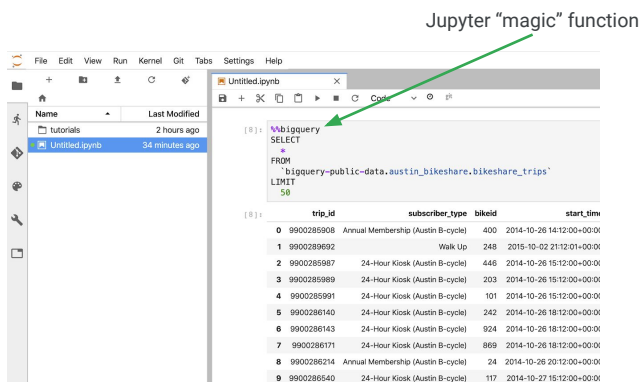 Jupyter “magic” function
File Edit View Run Kernel Git Tabs Settings Help
Untitled.ipynb
Code
Name Last Modified
tutorials 2 hours ago
Untitled.ipynb 34 minutes ago
[8]: %%bigquery
SELECT
*
FROM
`bigquery-public-data.austin_bikeshare.bikeshare_trips`
LIMIT
50
[8]: trip_id subscriber_type bikeid start_time
0 9900285908 Annual Membership (Austin B-cycle) 400 2014-10-26 14:12:00+00:00
1 9900289692 Walk Up 248 2015-10-02 21:12:01+00:00
2 9900285987 24-Hour Kiosk (Austin B-cycle) 446 2014-10-26 15:12:00+00:00
3 9900285989 24-Hour Kiosk (Austin B-cycle) 203 2014-10-26 15:12:00+00:00
4 9900285991 24-Hour Kiosk (Austin B-cycle) 101 2014-10-26 15:12:00+00:00
5 9900286140 24-Hour Kiosk (Austin B-cycle) 242 2014-10-26 18:12:00+00:00
6 9900286143 24-Hour Kiosk (Austin B-cycle) 924 2014-10-26 18:12:00+00:00
7 9900286171 24-Hour Kiosk (Austin B-cycle) 869 2014-10-26 18:12:00+00:00
8 9900286214 Annual Membership (Austin B-cycle) 24 2014-10-26 20:12:00+00:00
9 9900286540 24-Hour Kiosk (Austin B-cycle) 117 2014-10-27 15:12:00+00:00